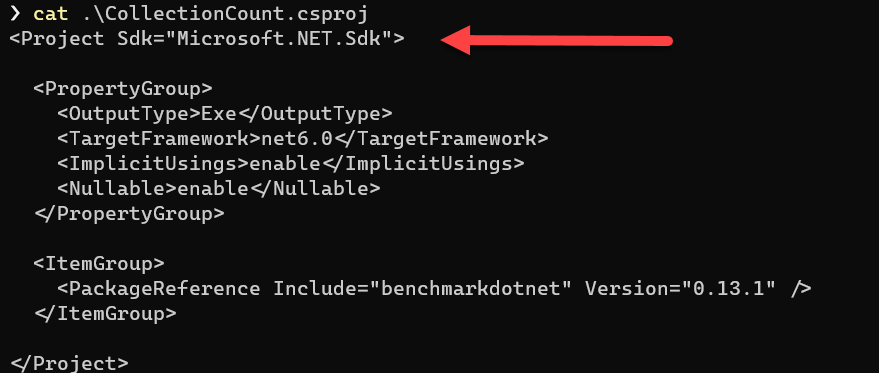 ❯ cat .\CollectionCount.csproj
<Project Sdk="Microsoft.NET.Sdk">
<PropertyGroup>
<OutputType>Exe</OutputType>
<TargetFramework>net6.0</TargetFramework>
<ImplicitUsings>enable</ImplicitUsings>
<Nullable>enable</Nullable>
</PropertyGroup>
<ItemGroup>
<PackageReference Include="benchmarkdotnet" Version="0.13.1" />
</ItemGroup>
</Project>